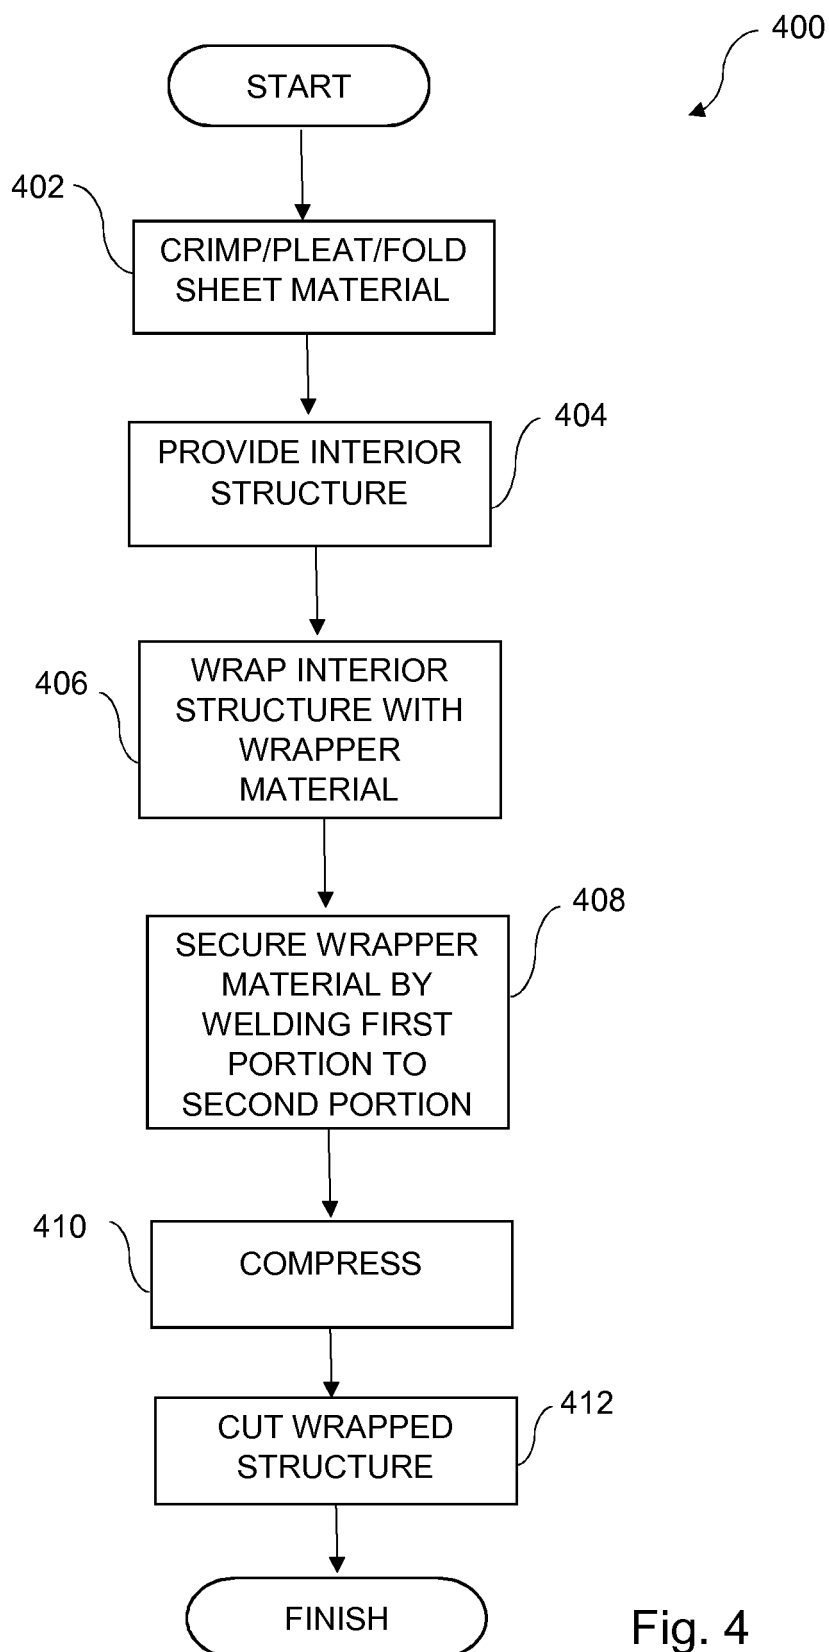 400
START
402
CRIMP/PLEAT/FOLD
SHEET MATERIAL
404
PROVIDE INTERIOR
STRUCTURE
406
WRAP INTERIOR
STRUCTURE WITH
WRAPPER
MATERIAL
408
SECURE WRAPPER
MATERIAL BY
WELDING FIRST
PORTION TO
SECOND PORTION
410
COMPRESS
412
CUT WRAPPED
STRUCTURE
FINISH
Fig. 4